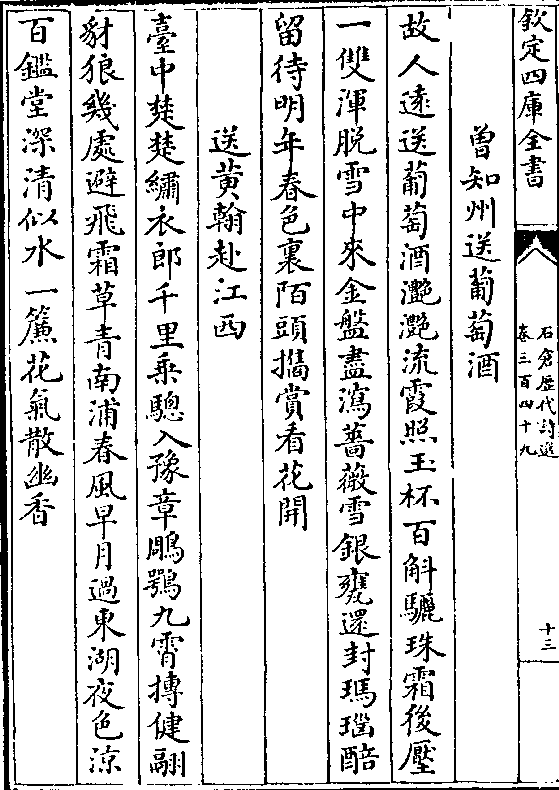 欽定四庫全書
石倉歷代詩選
卷三百四十九
十三
曾知州送葡萄酒
故人遠送葡萄酒灧灧流霞照玉杯百斛驪珠霜後壓
一雙渾脫雪中來金盤盡瀉薔薇雪銀甕還封瑪瑙醅
留待明年春色裏陌頭攜賞看花開
送黄翰赴江西
臺中楚楚繡衣郎千里乗驄入豫章鵰鶚九霄摶健翮
豺狼幾處避飛霜草青南浦春風早月過東湖夜色涼
百鑑堂深清似水一簾花氣散幽香